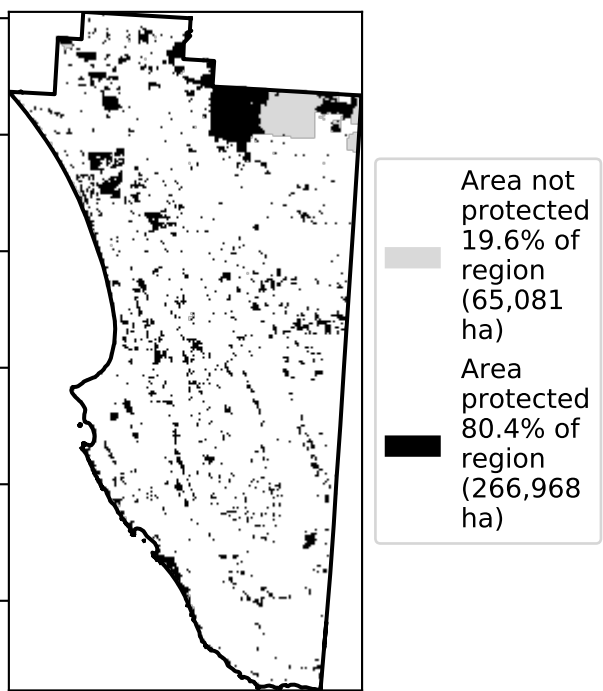 Area not
protected
19.6% of
region
(65,081
ha)
Area
protected
80.4% of
region
(266,968
ha)